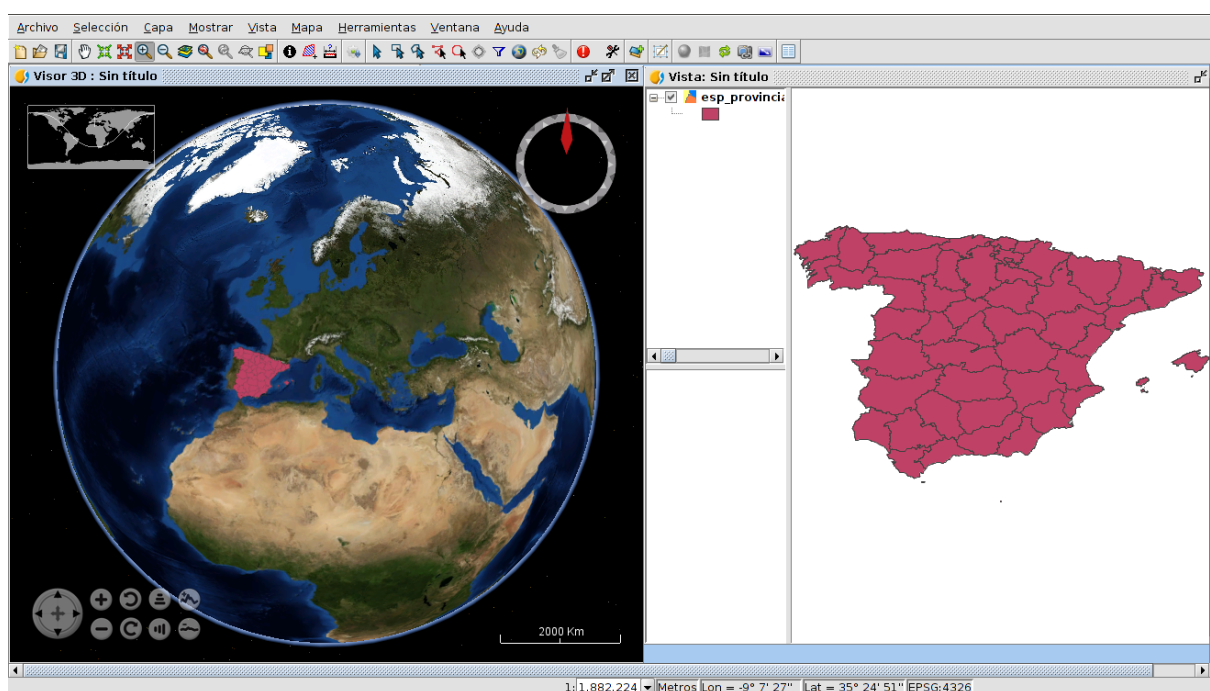 Archivo Selección Capa Mostrar Vista Mapa Herramientas Ventana Ayuda
Visor 3D : Sin título
Vista: Sin título
esp_provincia
2000 Km
1: 1.882.224 Metros Lon = -9° 7' 27" Lat = 35° 24' 51" EPSG:4326